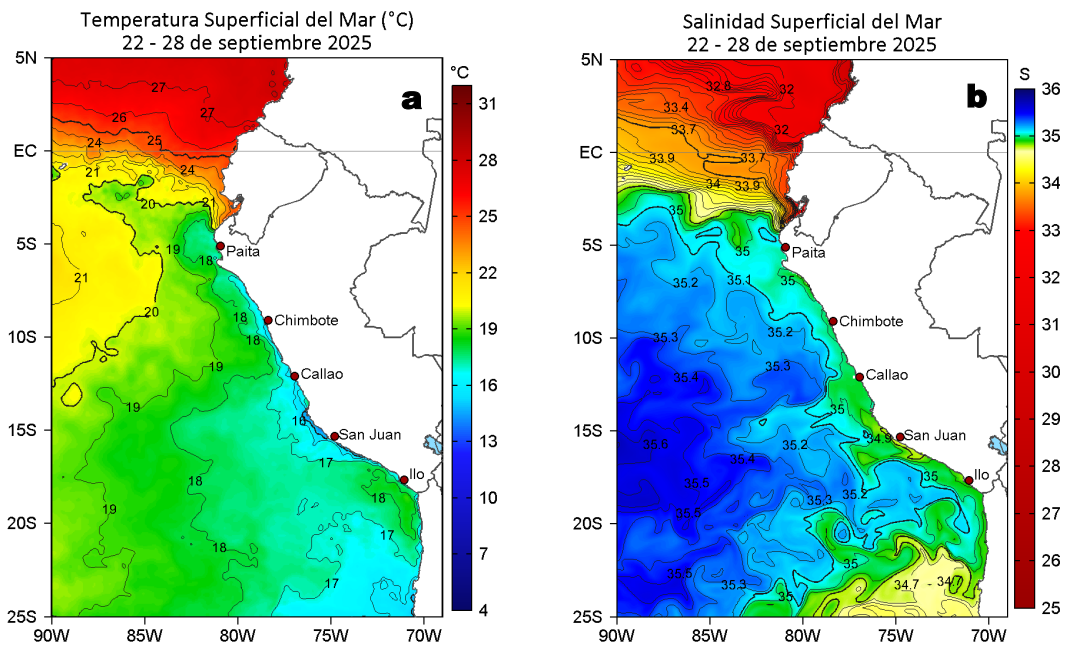 Temperatura Superficial del Mar (°C)
22 - 28 de septiembre 2025
5N
EC
5S
10S
15S
20S
25S
90W
85W
80W
75W
70W
a
27
27
26
25
24
24
21
21
20
19
18
Paita
21
20
18
Chimbote
18
19
Callao
19
16
San Juan
17
Ilo
18
18
19
17
18
17
°C
31
28
25
22
19
16
13
10
7
4
Salinidad Superficial del Mar
22 - 28 de septiembre 2025
5N
EC
5S
10S
15S
20S
25S
90W
85W
80W
75W
70W
b
32.8
32
33.4
33.7
32
33.9
33.7
34
33.9
35
35
Paita
35.2
35.1
35
Chimbote
35.3
35.2
35.4
35.3
Callao
35
35.6
35.2
34.9
San Juan
35.4
35
Ilo
35.5
35.3
35.2
35.5
35
35.5
35.3
34.7
34.7
35
S
36
35
34
33
32
31
30
29
28
27
26
25